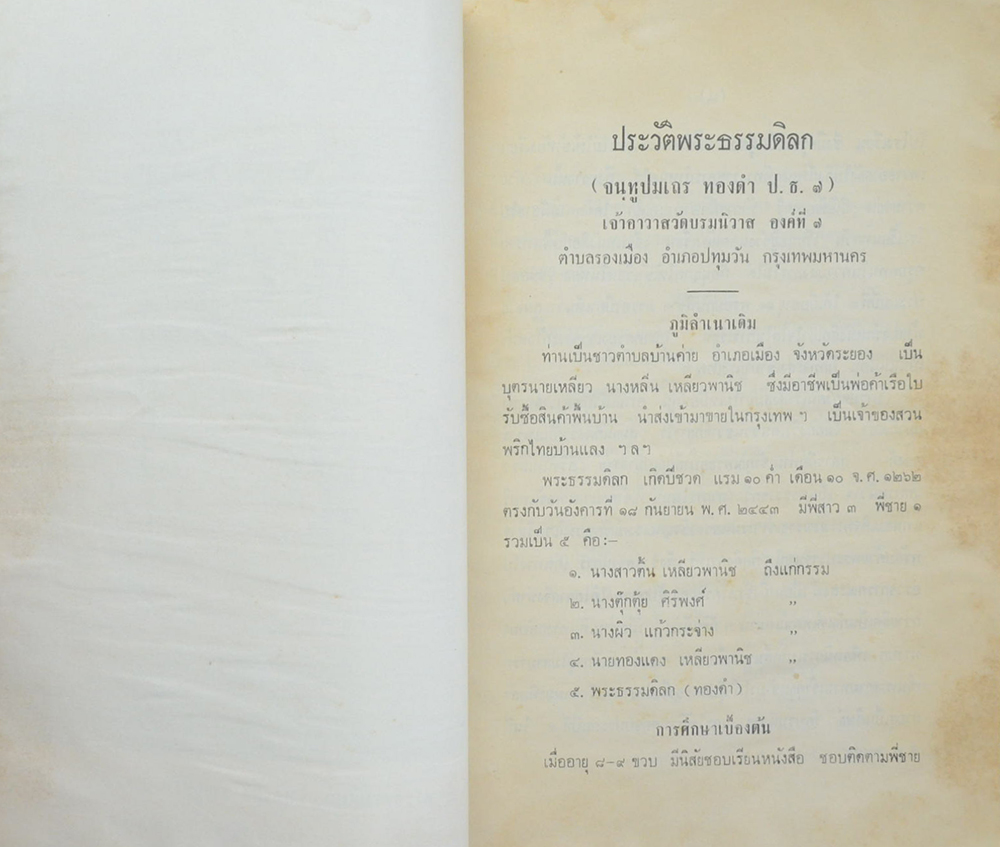 ประวัติพระธรรมดิลก
(จนฺทูปมเถร ทองดำ ป. ธ. ๗)
เจ้าอาวาสวัดบรมนิวาส องค์ที่ ๗
ตำบลรองเมือง อำเภอปทุมวัน กรุงเทพมหานคร
ภูมิลำเนาเดิม
ท่านเป็นชาวตำบลบ้านค่าย อำเภอเมือง จังหวัดระยอง เป็น
บุตรนายเหลียว นางหลิ่น เหลียวพานิช ซึ่งมีอาชีพเป็นพ่อค้าเรือใบ
รับซื้อสินค้าพื้นบ้าน นำส่งเข้ามาขายในกรุงเทพ ฯ เป็นเจ้าของสวน
พริกไทยบ้านแลง ฯ ล ฯ
พระธรรมดิลก เกิดปีชวด แรม ๑๐ ค่ำ เดือน ๑๐ จ. ศ. ๑๒๖๒
ตรงกับวันอังคารที่ ๑๘ กันยายน พ. ศ. ๒๔๔๓ มีพี่สาว ๓ พี่ชาย ๑
รวมเป็น ๕ คือ :–
๑. นางสาวตื้น เหลียวพานิช ถึงแก่กรรม
๒. นางตุ๊กตุ้ย ศิริพงศ์ ,,
๓. นางผิว แก้วกระจ่าง ,,
๔. นายทองแดง เหลียวพานิช ,,
๕. พระธรรมดิลก (ทองดำ)
การศึกษาเบื้องต้น
เมื่ออายุ ๘–๙ ขวบ มีนิสัยชอบเรียนหนังสือ ชอบติดตามพี่ชาย